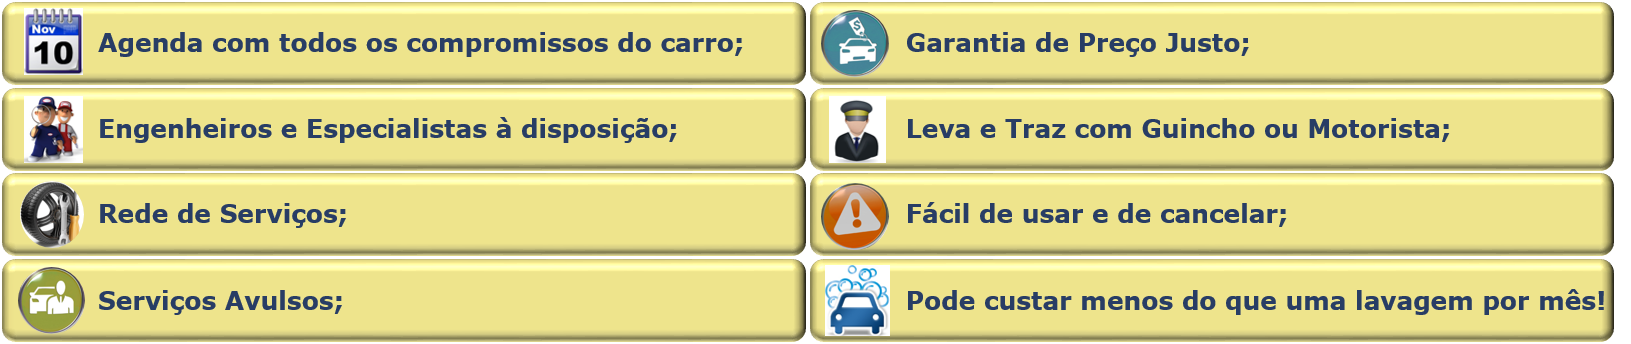 Nov
10
Agenda com todos os compromissos do carro;
Garantia de Preço Justo;
Engenheiros e Especialistas à disposição;
Leva e Traz com Guincho ou Motorista;
Rede de Serviços;
Fácil de usar e de cancelar;
Serviços Avulsos;
Pode custar menos do que uma lavagem por mês!